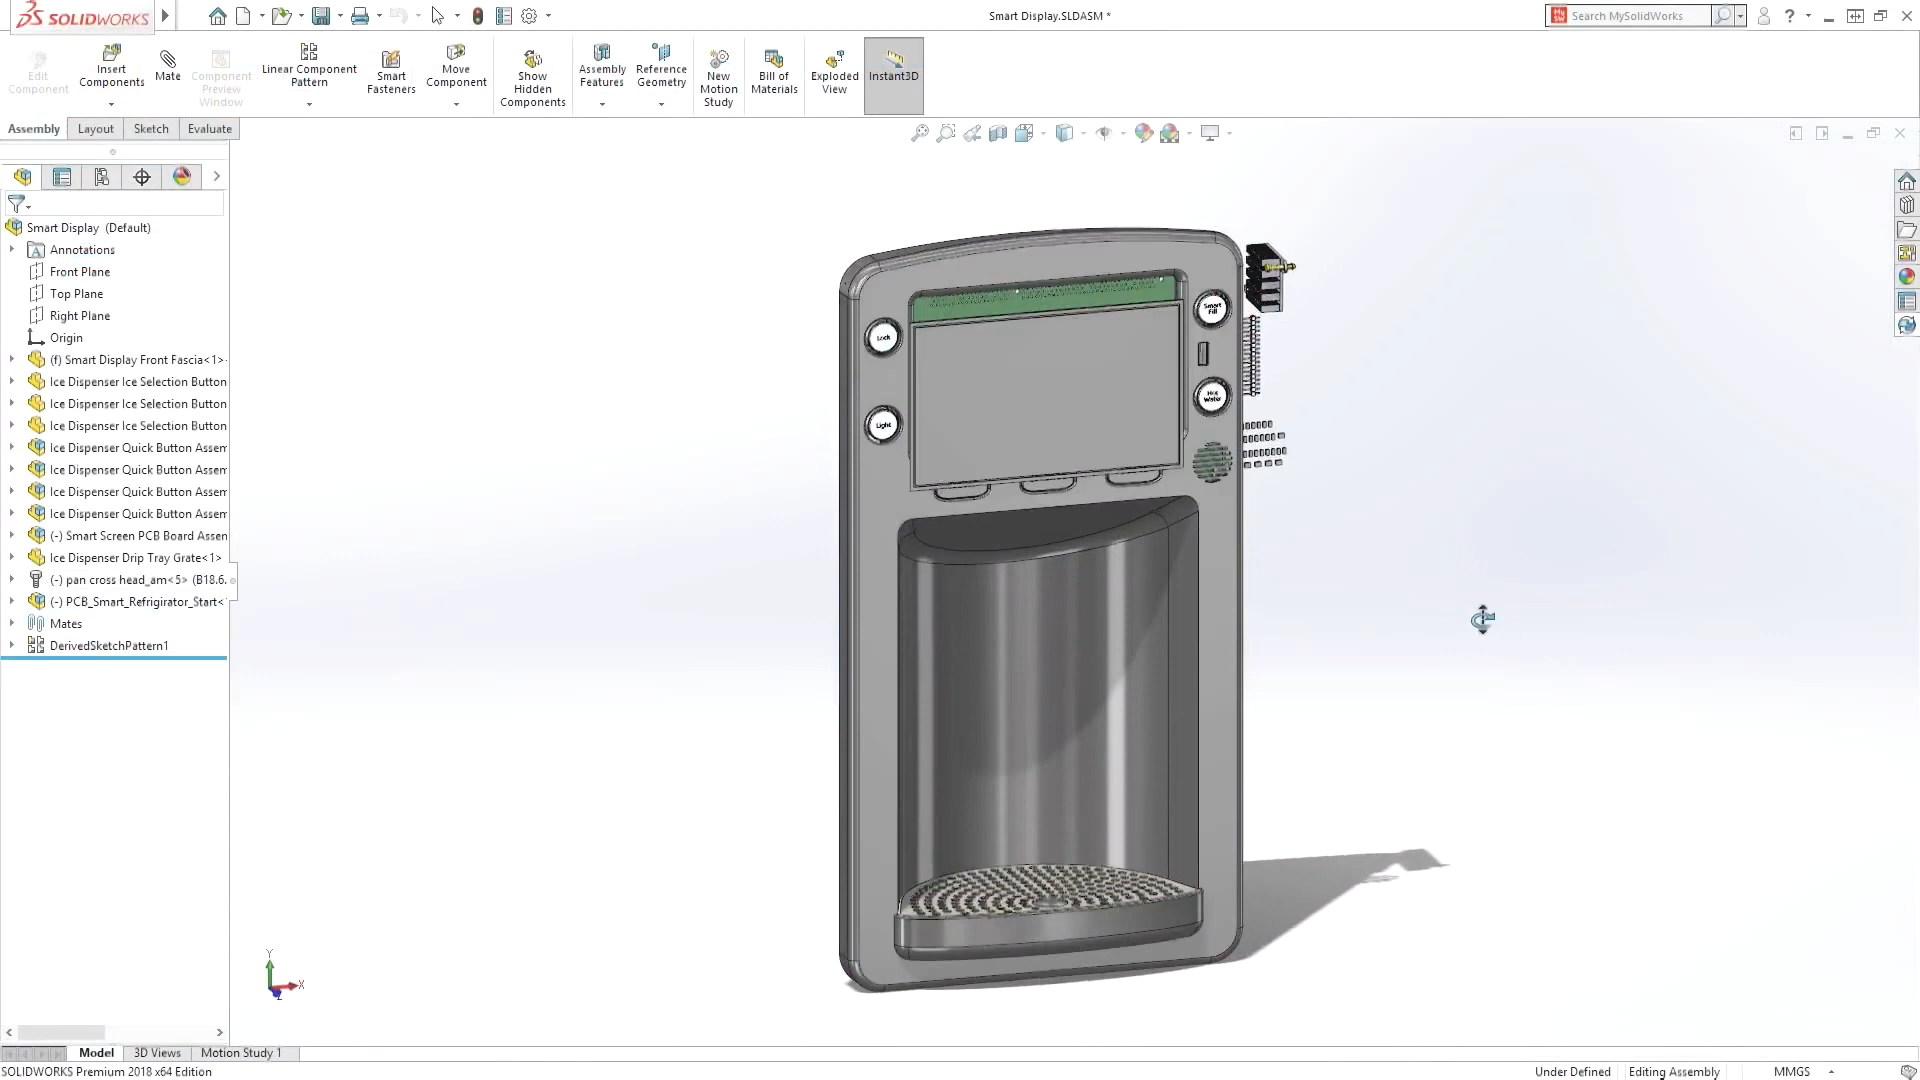 SOLIDWORKS
Smart Display.SLDASM *
Search MySolidWorks
Edit Component
Insert Components
Mate
Component Preview Window
Linear Component Pattern
Smart Fasteners
Move Component
Show Hidden Components
Assembly Features
Reference Geometry
New Motion Study
Bill of Materials
Exploded View
Instant3D
Assembly
Layout
Sketch
Evaluate
Smart Display (Default)
Annotations
Front Plane
Top Plane
Right Plane
Origin
(f) Smart Display Front Fascia<1>
Ice Dispenser Ice Selection Button
Ice Dispenser Ice Selection Button
Ice Dispenser Ice Selection Button
Ice Dispenser Quick Button Assem
Ice Dispenser Quick Button Assem
Ice Dispenser Quick Button Assem
Ice Dispenser Quick Button Assem
(-) Smart Screen PCB Board Assen
Ice Dispenser Drip Tray Grate<1>
(-) pan cross head_am<5> (B18.6.
(-) PCB_Smart_Refrigirator_Start<
Mates
DerivedSketchPattern1
Lock
Light
Smart Fill
Hot Water
Y
X
Z
Model
3D Views
Motion Study 1
SOLIDWORKS Premium 2018 x64 Edition
Under Defined
Editing Assembly
MMGS